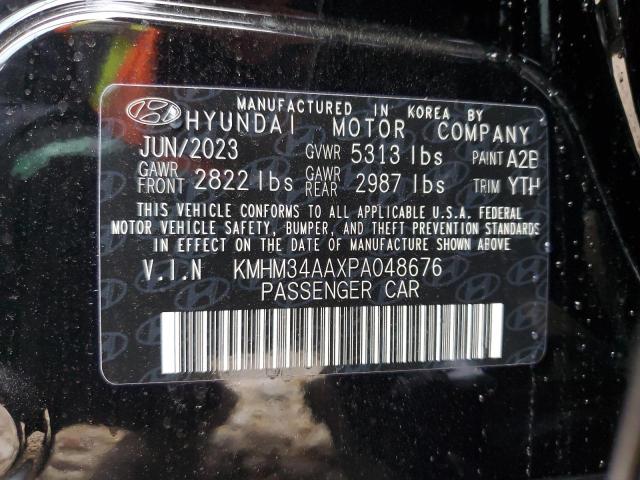 MANUFACTURED IN KOREA BY
HYUNDAI MOTOR COMPANY
JUN/2023 GVWR 5313 lbs PAINT A2B
GAWR FRONT 2822 lbs GAWR REAR 2987 lbs TRIM YTH
THIS VEHICLE CONFORMS TO ALL APPLICABLE U.S.A. FEDERAL
MOTOR VEHICLE SAFETY, BUMPER, AND THEFT PREVENTION STANDARDS
IN EFFECT ON THE DATE OF MANUFACTURE SHOWN ABOVE
V.I.N KMHM34AAXPA048676
PASSENGER CAR